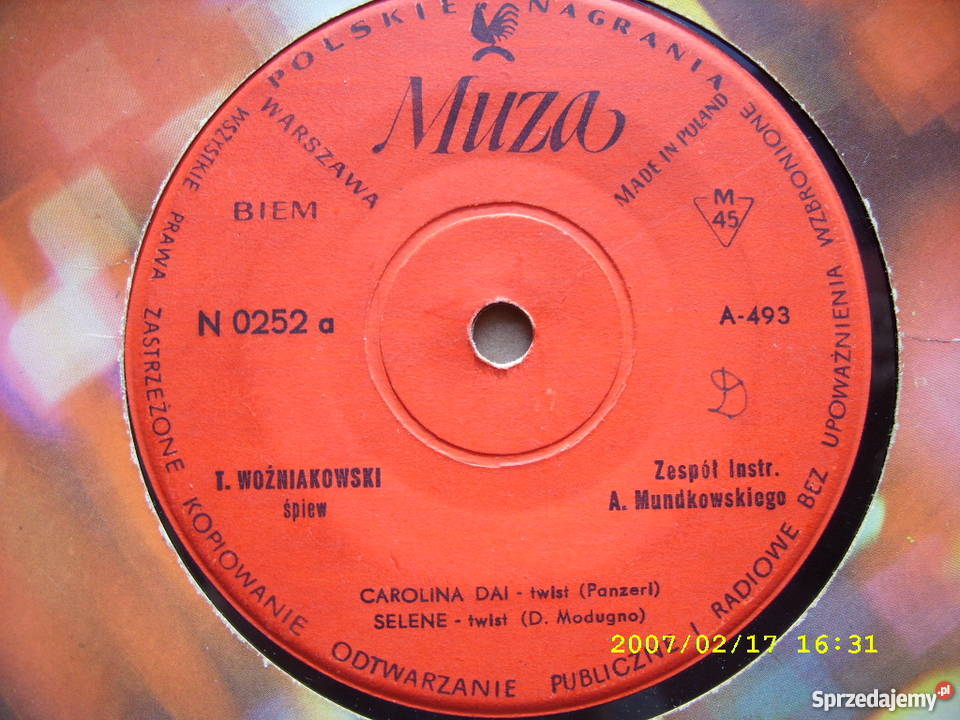 POLSKIE NAGRANIA
WARSZAWA
Muza
MADE IN POLAND
BIEM
M
45
N 0252 a
A-493
T. WOŹNIAKOWSKI
śpiew
Zespół Instr.
A. Mundkowskiego
CAROLINA DAI - twist (Panzeri)
SELENE - twist (D. Modugno)
WSZYSTKIE PRAWA ZASTRZEŻONE KOPIOWANIE ODTWARZANIE PUBLICZNE I RADIOWE BEZ UPOWAŻNIENIA WZBRONIONE
2007/02/17 16:31
Sprzedajemy.pl